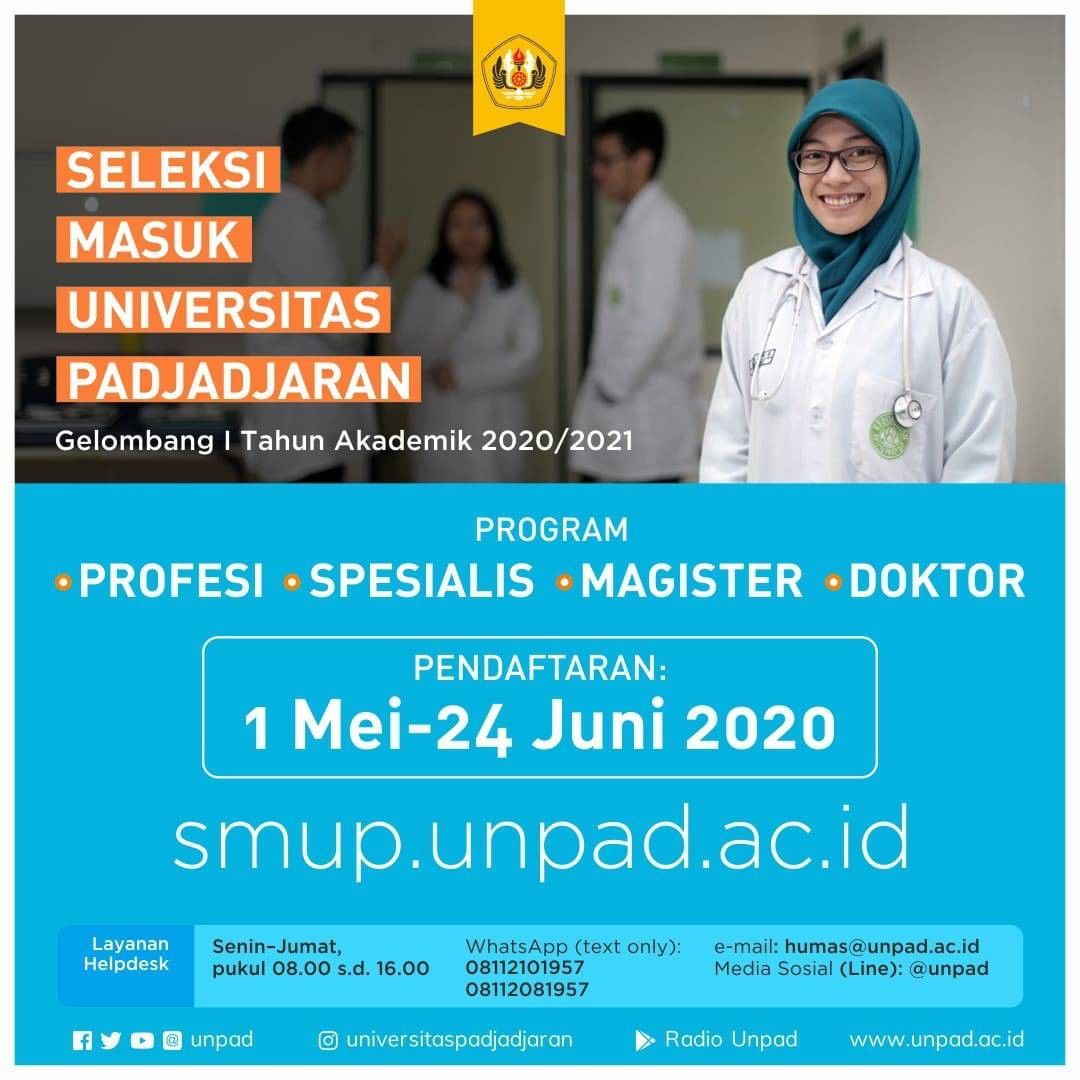 SELEKSI
MASUK
UNIVERSITAS
PADJADJARAN
Gelombang I Tahun Akademik 2020/2021
PROGRAM
PROFESI • SPESIALIS • MAGISTER • DOKTOR
PENDAFTARAN:
1 Mei-24 Juni 2020
smup.unpad.ac.id
Layanan
Helpdesk
Senin–Jumat,
pukul 08.00 s.d. 16.00
WhatsApp (text only):
08112101957
08112081957
e-mail: humas@unpad.ac.id
Media Sosial (Line): @unpad
unpad
universitaspadjadjaran
Radio Unpad
www.unpad.ac.id